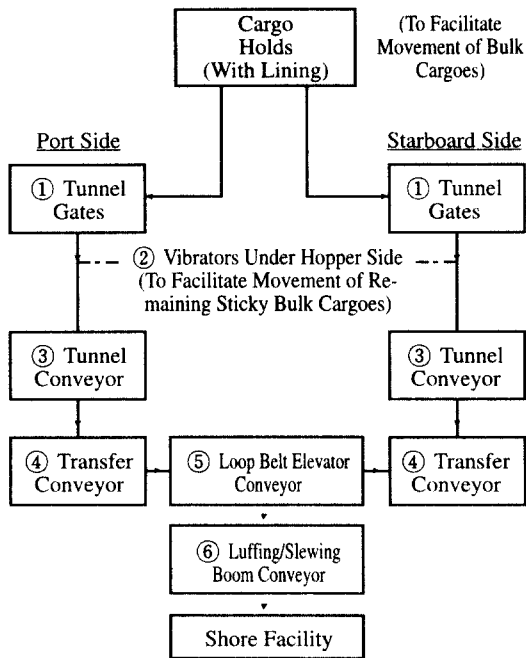 Cargo
Holds
(With Lining)
(To Facilitate
Movement of Bulk
Cargoes)
Port Side
Starboard Side
① Tunnel
Gates
① Tunnel
Gates
② Vibrators Under Hopper Side
(To Facilitate Movement of Re-
maining Sticky Bulk Cargoes)
③ Tunnel
Conveyor
③ Tunnel
Conveyor
④ Transfer
Conveyor
⑤ Loop Belt Elevator
Conveyor
④ Transfer
Conveyor
⑥ Luffing/Slewing
Boom Conveyor
Shore Facility